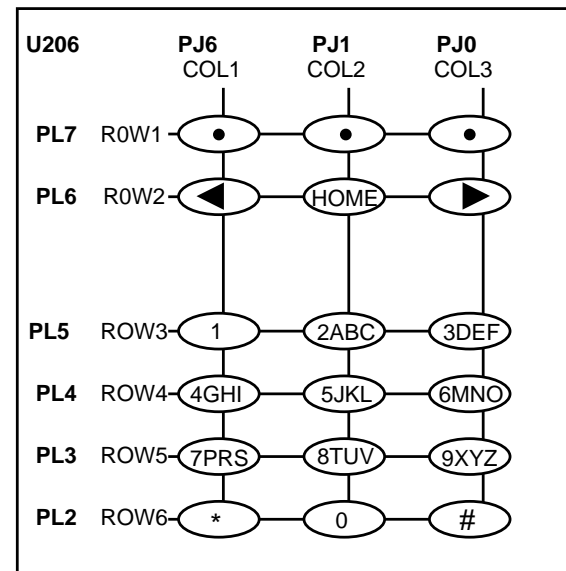 U206 PJ6 PJ1 PJ0
COL1 COL2 COL3
PL7 R0W1
PL6 R0W2 HOME
PL5 ROW3 1 2ABC 3DEF
PL4 ROW4 4GHI 5JKL 6MNO
PL3 ROW5 7PRS 8TUV 9XYZ
PL2 ROW6 * 0 #